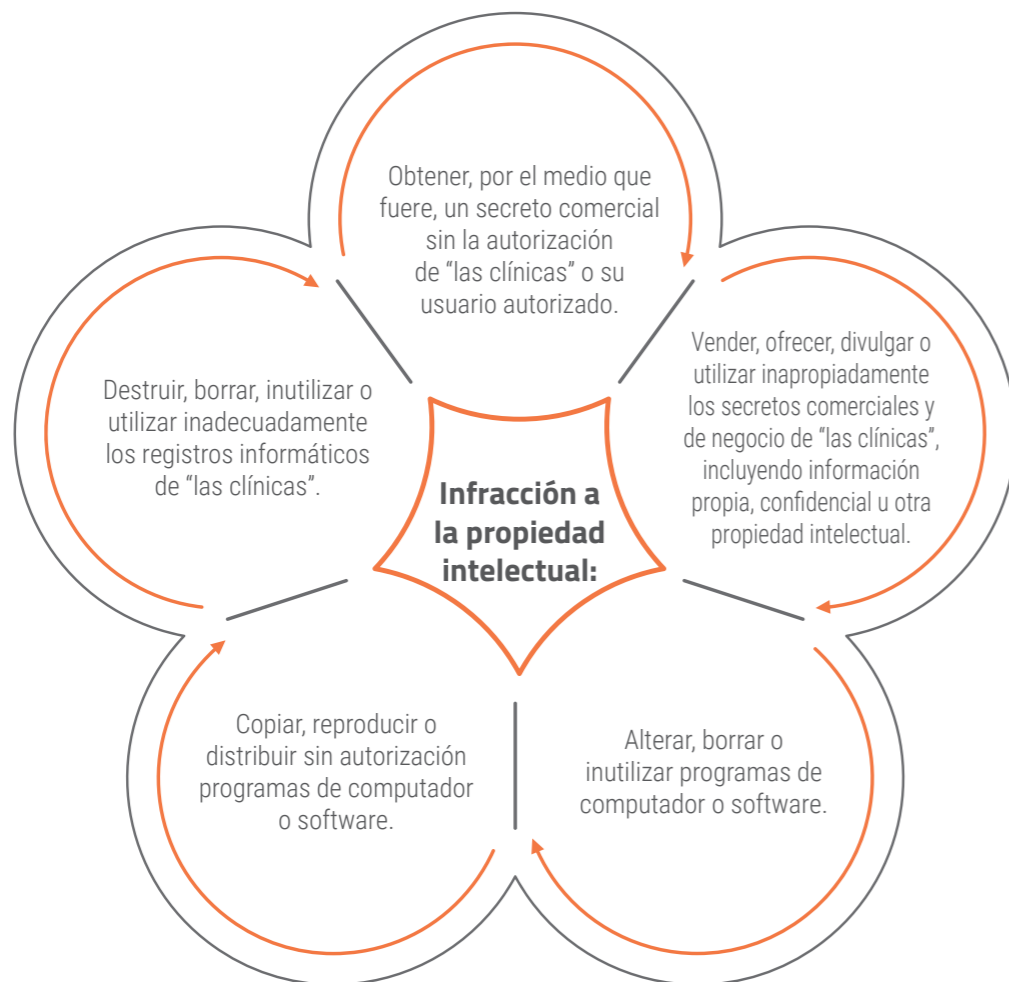 Obtener, por el medio que
fuere, un secreto comercial
sin la autorización
de “las clínicas” o su
usuario autorizado.
Vender, ofrecer, divulgar o
utilizar inapropiadamente
los secretos comerciales y
de negocio de “las clínicas”,
incluyendo información
propia, confidencial u otra
propiedad intelectual.
Alterar, borrar o
inutilizar programas de
computador o software.
Copiar, reproducir o
distribuir sin autorización
programas de computador
o software.
Destruir, borrar, inutilizar o
utilizar inadecuadamente
los registros informáticos
de “las clínicas”.
Infracción a
la propiedad
intelectual: